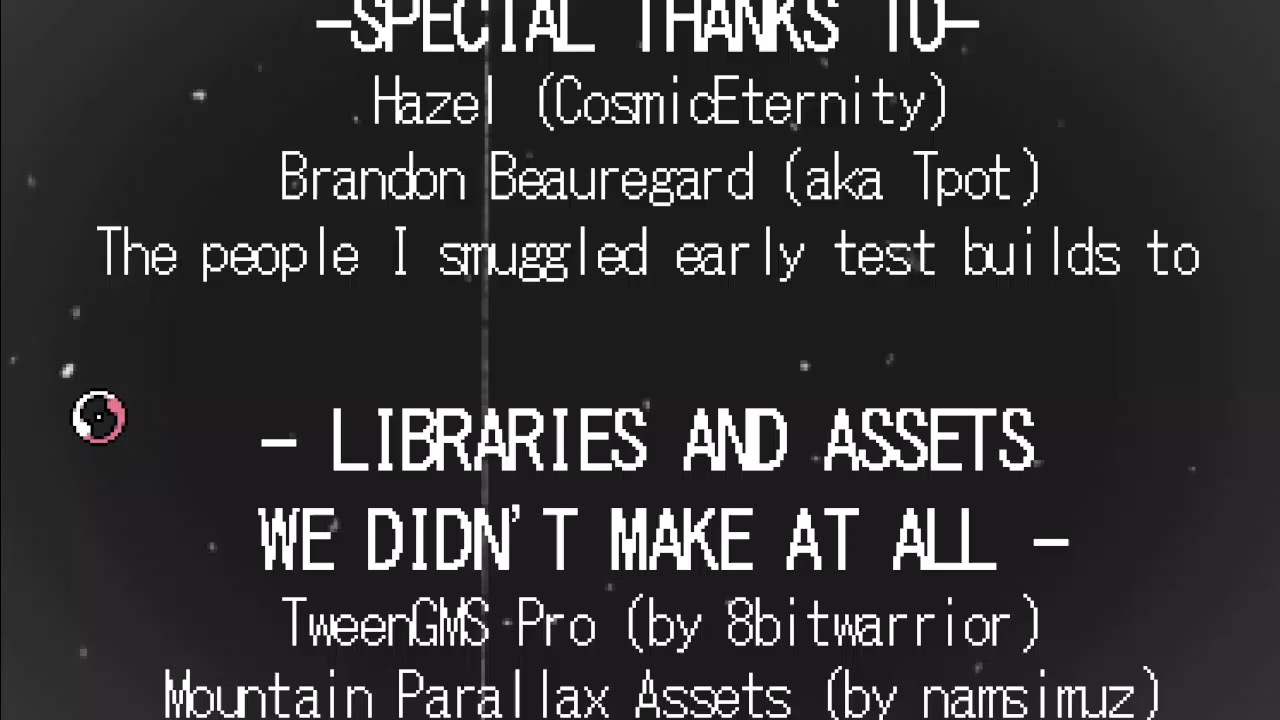 -SPECIAL THANKS TO-
Hazel (CosmicEternity)
Brandon Beauregard (aka Tpot)
The people I smuggled early test builds to
- LIBRARIES AND ASSETS
WE DIDN'T MAKE AT ALL -
TweenGMS Pro (by 8bitwarrior)
Mountain Parallax Assets (by namsimuz)